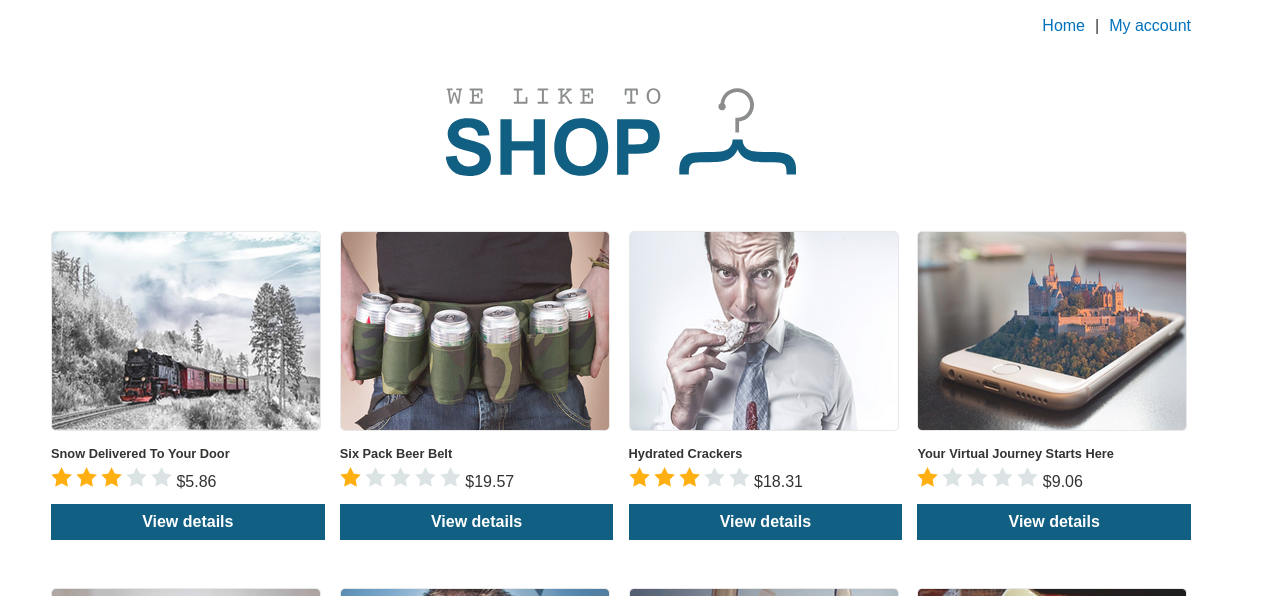 Home | My account
WE LIKE TO
SHOP
Snow Delivered To Your Door
$5.86
View details
Six Pack Beer Belt
$19.57
View details
Hydrated Crackers
$18.31
View details
Your Virtual Journey Starts Here
$9.06
View details